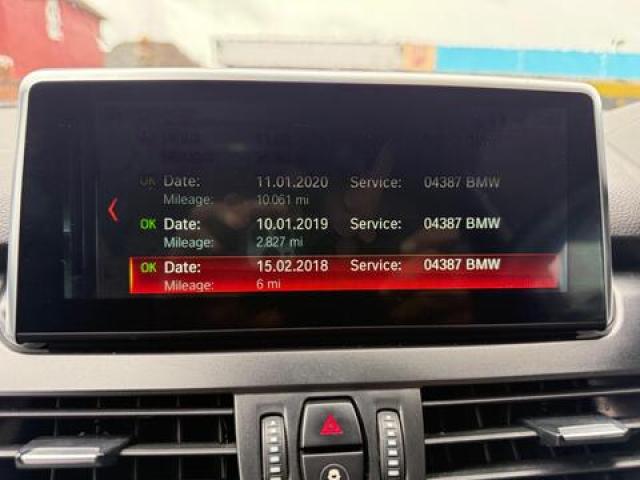 OK Date: 11.01.2020 Service: 04387 BMW
Mileage: 10.061 mi
OK Date: 10.01.2019 Service: 04387 BMW
Mileage: 2.827 mi
OK Date: 15.02.2018 Service: 04387 BMW
Mileage: 6 mi